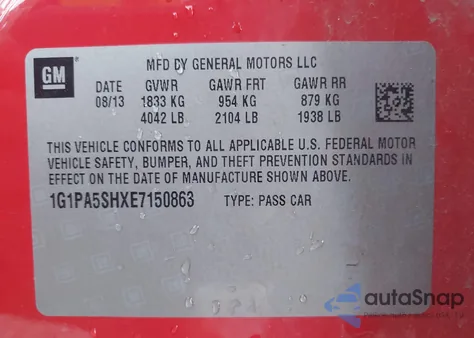 GM
MFD CY GENERAL MOTORS LLC
DATE GVWR GAWR FRT GAWR RR
08/13 1833 KG 954 KG 879 KG
4042 LB 2104 LB 1938 LB
THIS VEHICLE CONFORMS TO ALL APPLICABLE U.S. FEDERAL MOTOR
VEHICLE SAFETY, BUMPER, AND THEFT PREVENTION STANDARDS IN
EFFECT ON THE DATE OF MANUFACTURE SHOWN ABOVE.
1G1PA5SHXE7150863 TYPE: PASS CAR
autoSnap